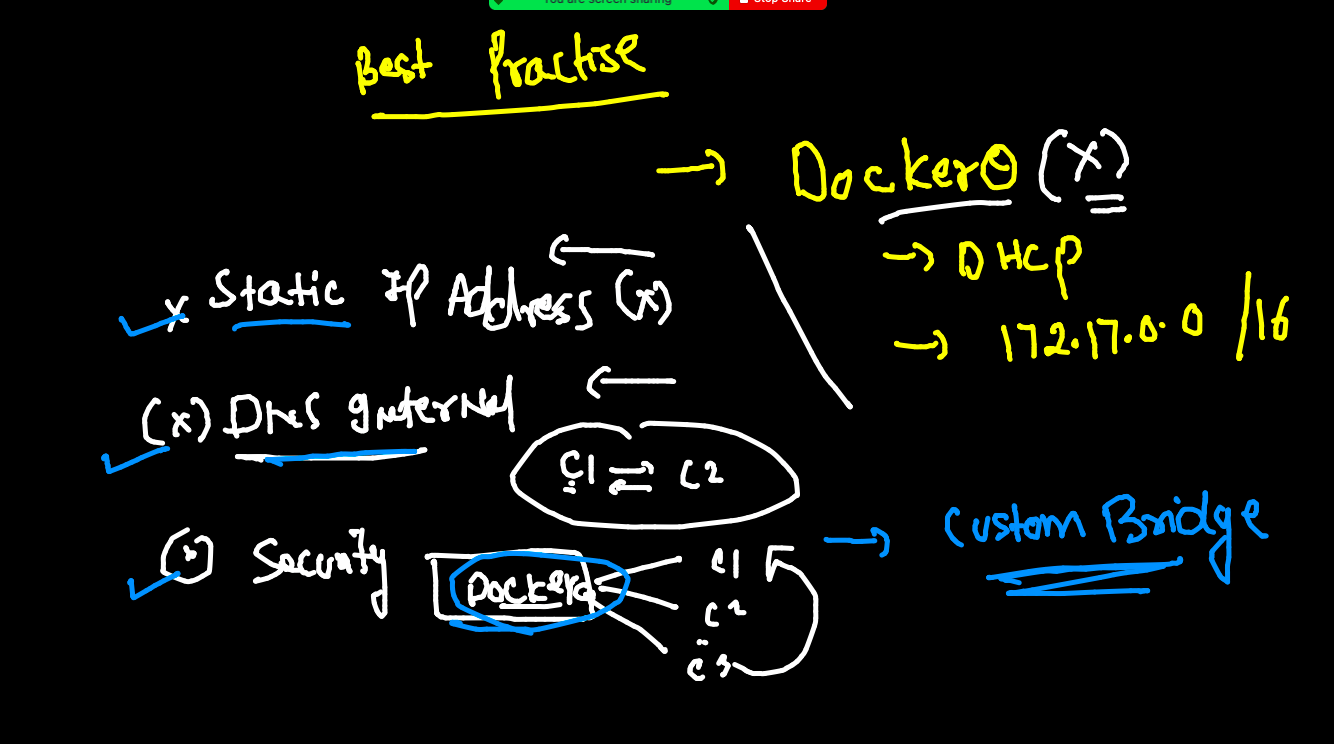 You are screen sharing Stop Share
Best Practise
→ Docker0 (x)
→ DHCP
→ 172.17.0.0 /16
x Static IP Address (x) ←
(x) DNS internal ←
C1 ⇌ C2
(x) Security
Docker0
C1
C2
C3
→ Custom Bridge